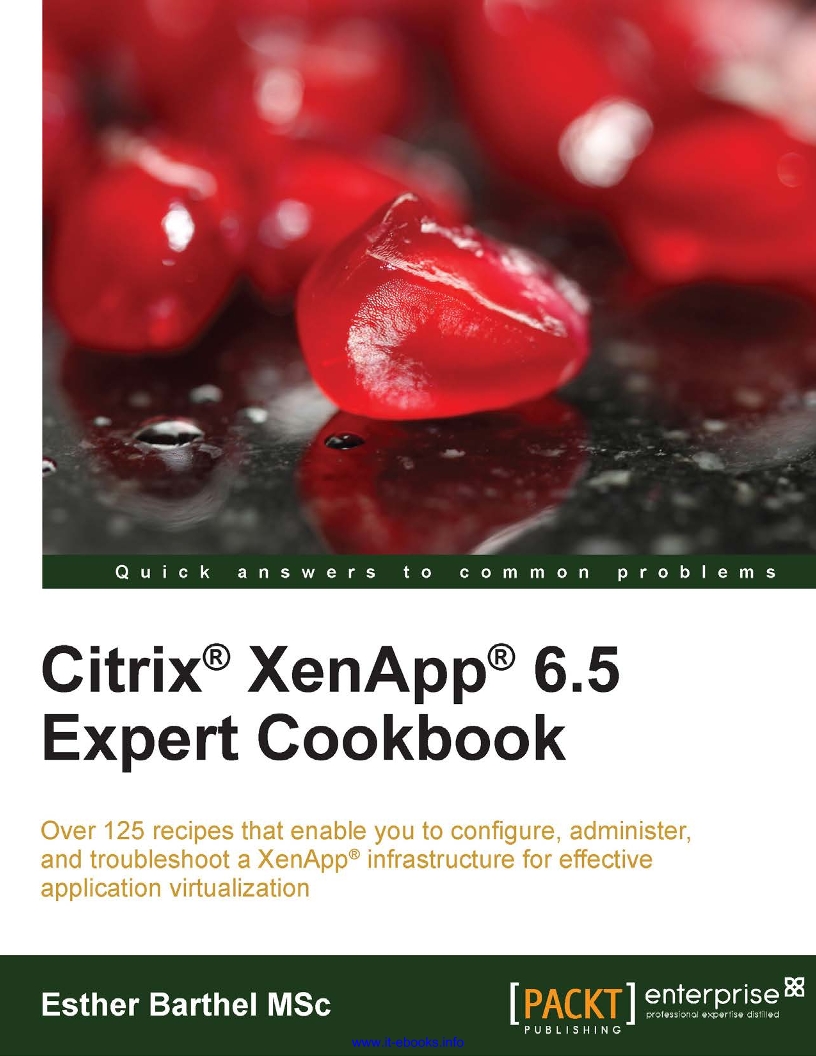 Quick answers to common problems
Citrix® XenApp® 6.5
Expert Cookbook
Over 125 recipes that enable you to configure, administer,
and troubleshoot a XenApp® infrastructure for effective
application virtualization
Esther Barthel MSc
[PACKT] enterprise
PUBLISHING
professional expertise distilled
www.it-ebooks.info